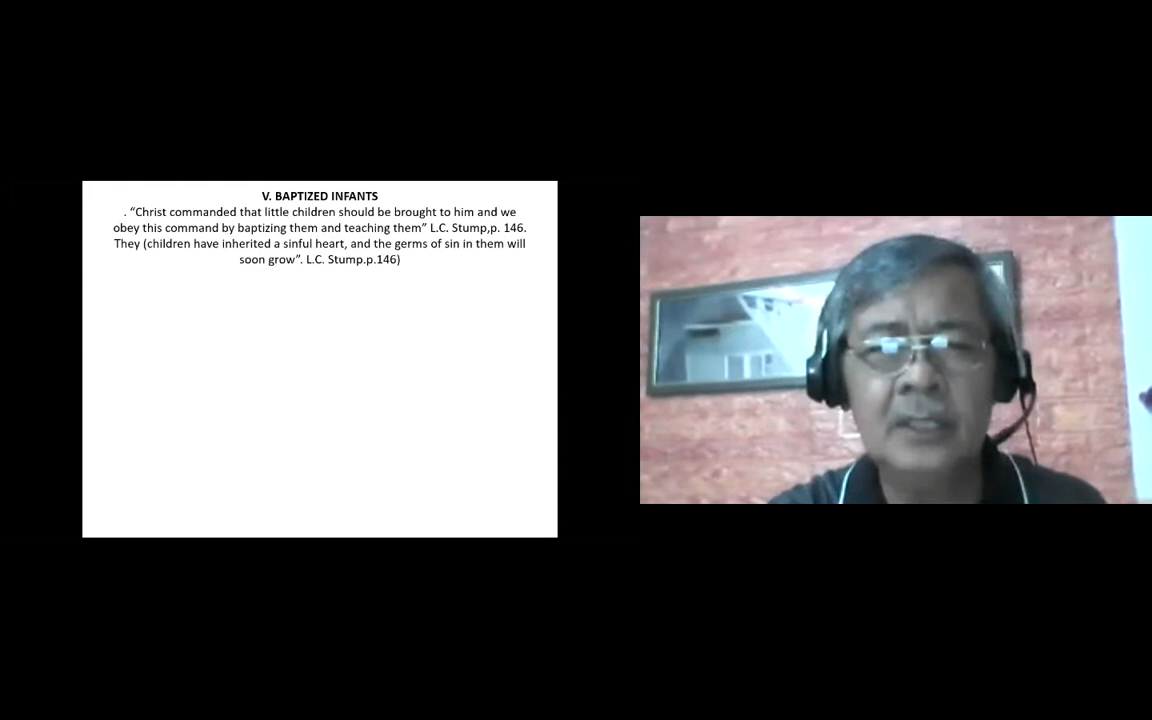 V. BAPTIZED INFANTS
. “Christ commanded that little children should be brought to him and we
obey this command by baptizing them and teaching them” L.C. Stump,p. 146.
They (children have inherited a sinful heart, and the germs of sin in them will
soon grow”. L.C. Stump.p.146)